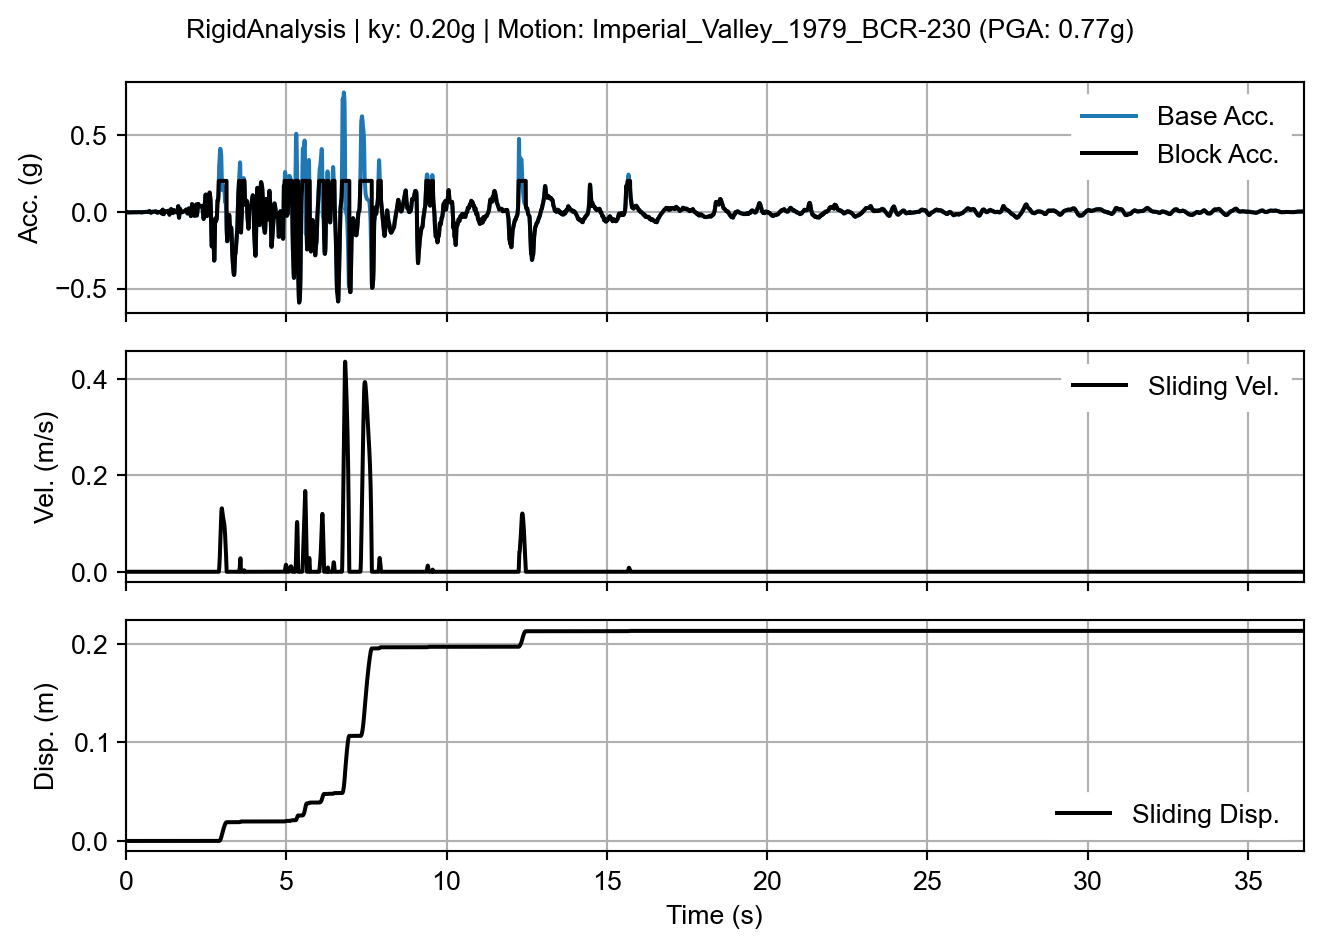 RigidAnalysis | ky: 0.20g | Motion: Imperial_Valley_1979_BCR-230 (PGA: 0.77g)
Acc. (g)
0.5
0.0
−0.5
Base Acc.
Block Acc.
Vel. (m/s)
0.4
0.2
0.0
Sliding Vel.
Disp. (m)
0.2
0.1
0.0
Sliding Disp.
0 5 10 15 20 25 30 35
Time (s)